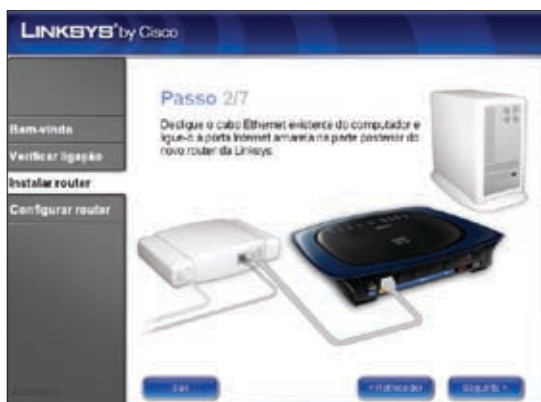 LINKSYS® by Cisco
Passo 2/7
Desligue o cabo Ethernet existente do computador e
ligue-o à porta Internet amarela na parte posterior do
novo router da Linksys.
Bem-vindo
Verificar ligação
Instalar router
Configurar router
Sair
< Retroceder
Seguinte >